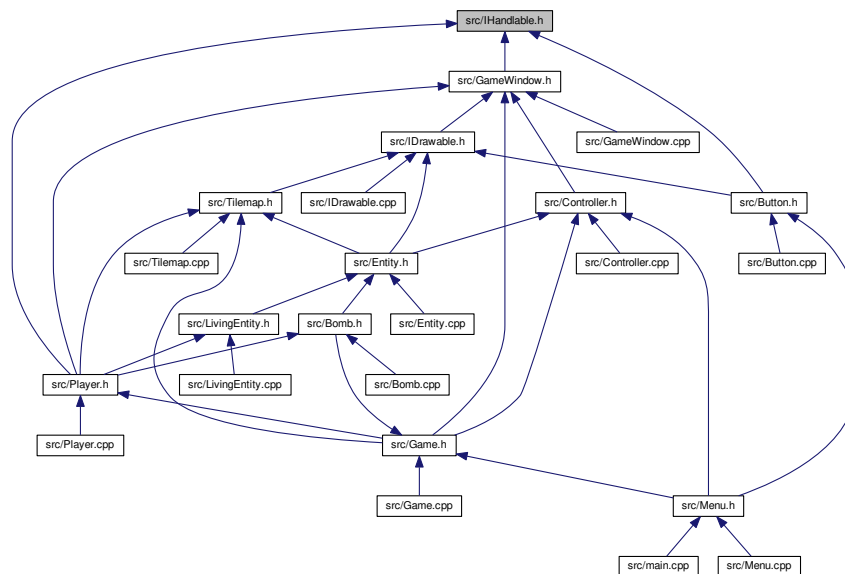 src/IHandlable.h
src/GameWindow.h
src/IDrawable.h
src/GameWindow.cpp
src/Tilemap.h
src/IDrawable.cpp
src/Controller.h
src/Button.h
src/Tilemap.cpp
src/Entity.h
src/Controller.cpp
src/Button.cpp
src/LivingEntity.h
src/Bomb.h
src/Entity.cpp
src/Player.h
src/LivingEntity.cpp
src/Bomb.cpp
src/Player.cpp
src/Game.h
src/Game.cpp
src/Menu.h
src/main.cpp
src/Menu.cpp